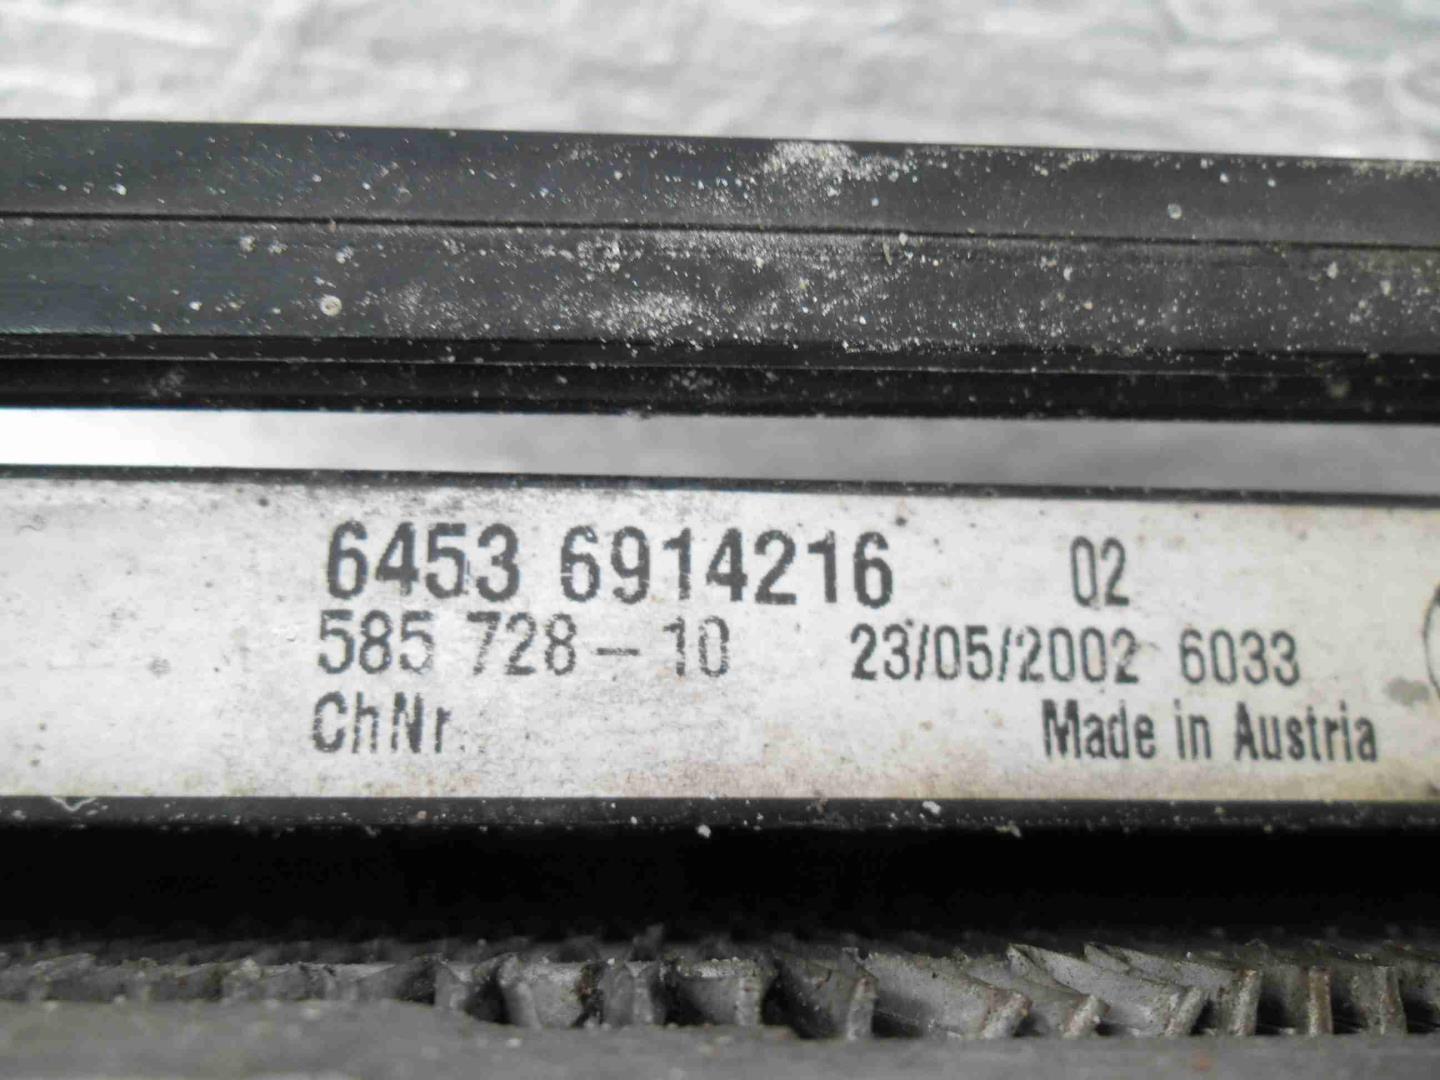 6453 6914216 02
585 728-10 23/05/2002 6033
ChNr.
Made in Austria